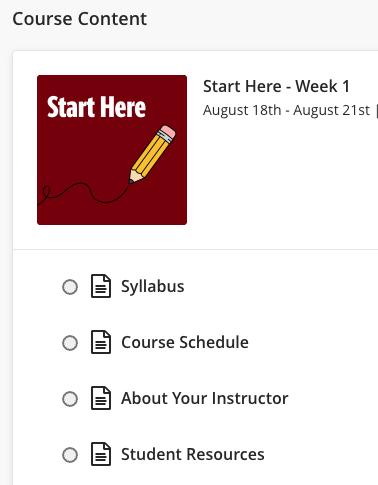 Course Content
Start Here
Start Here - Week 1
August 18th - August 21st |
Syllabus
Course Schedule
About Your Instructor
Student Resources